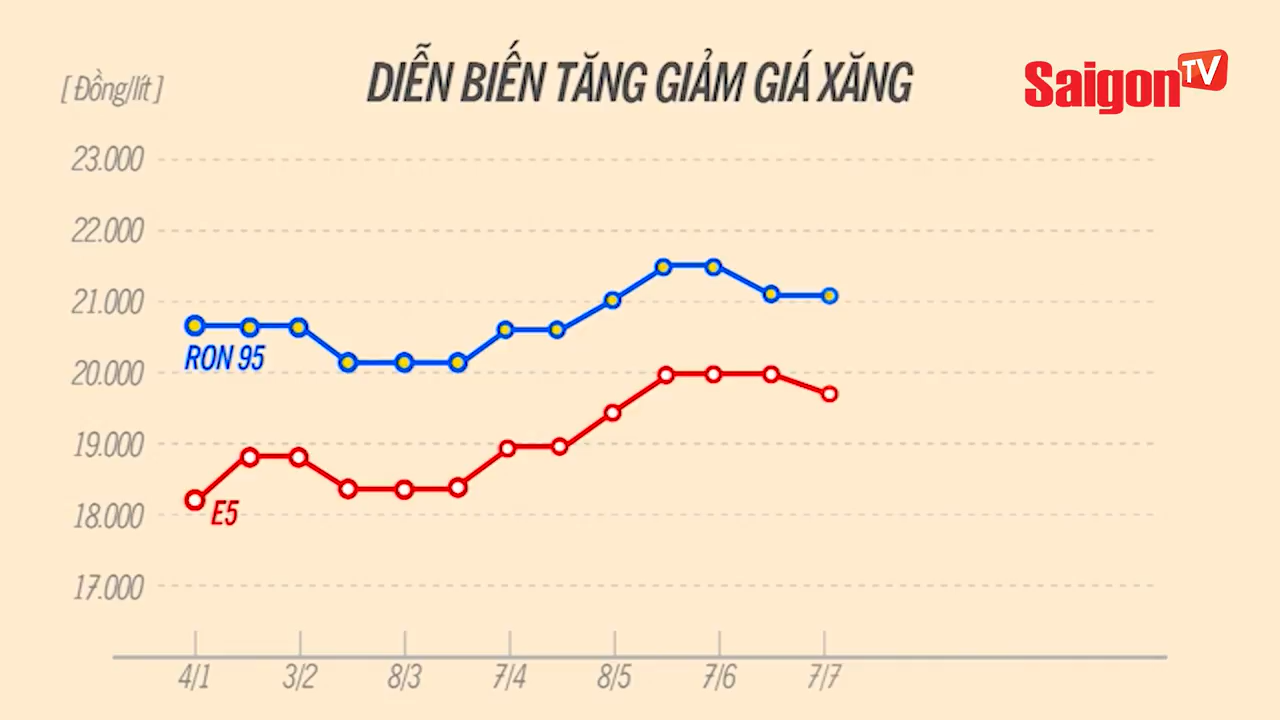 [Đồng/lít]
DIỄN BIẾN TĂNG GIẢM GIÁ XĂNG
Saigon TV
23.000
22.000
21.000
20.000
19.000
18.000
17.000
RON 95
E5
4/1
3/2
8/3
7/4
8/5
7/6
7/7